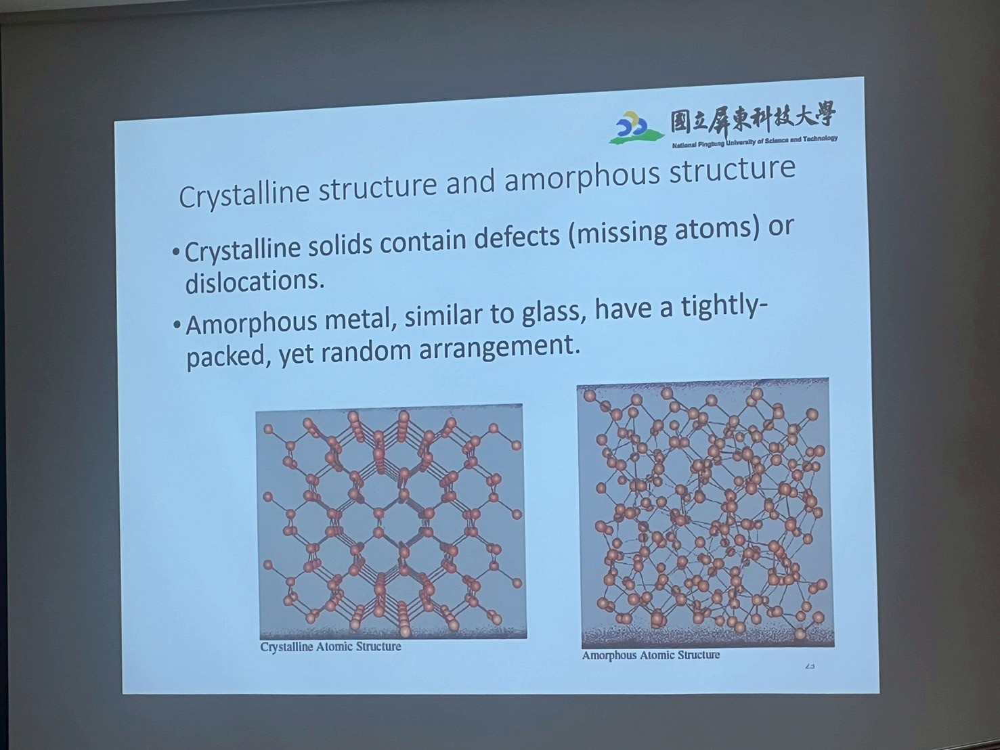 國立屏東科技大學
National Pingtung University of Science and Technology
Crystalline structure and amorphous structure
•Crystalline solids contain defects (missing atoms) or
dislocations.
•Amorphous metal, similar to glass, have a tightly-
packed, yet random arrangement.
Crystalline Atomic Structure
Amorphous Atomic Structure